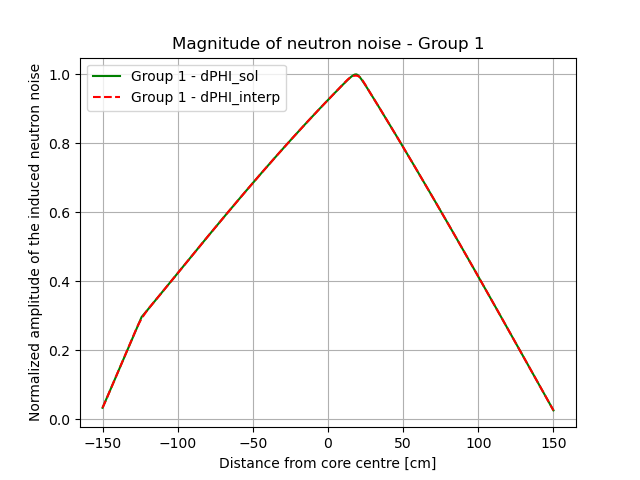 Magnitude of neutron noise - Group 1
Group 1 - dPHI_sol
Group 1 - dPHI_interp
Normalized amplitude of the induced neutron noise
1.0
0.8
0.6
0.4
0.2
0.0
−150
−100
−50
0
50
100
150
Distance from core centre [cm]